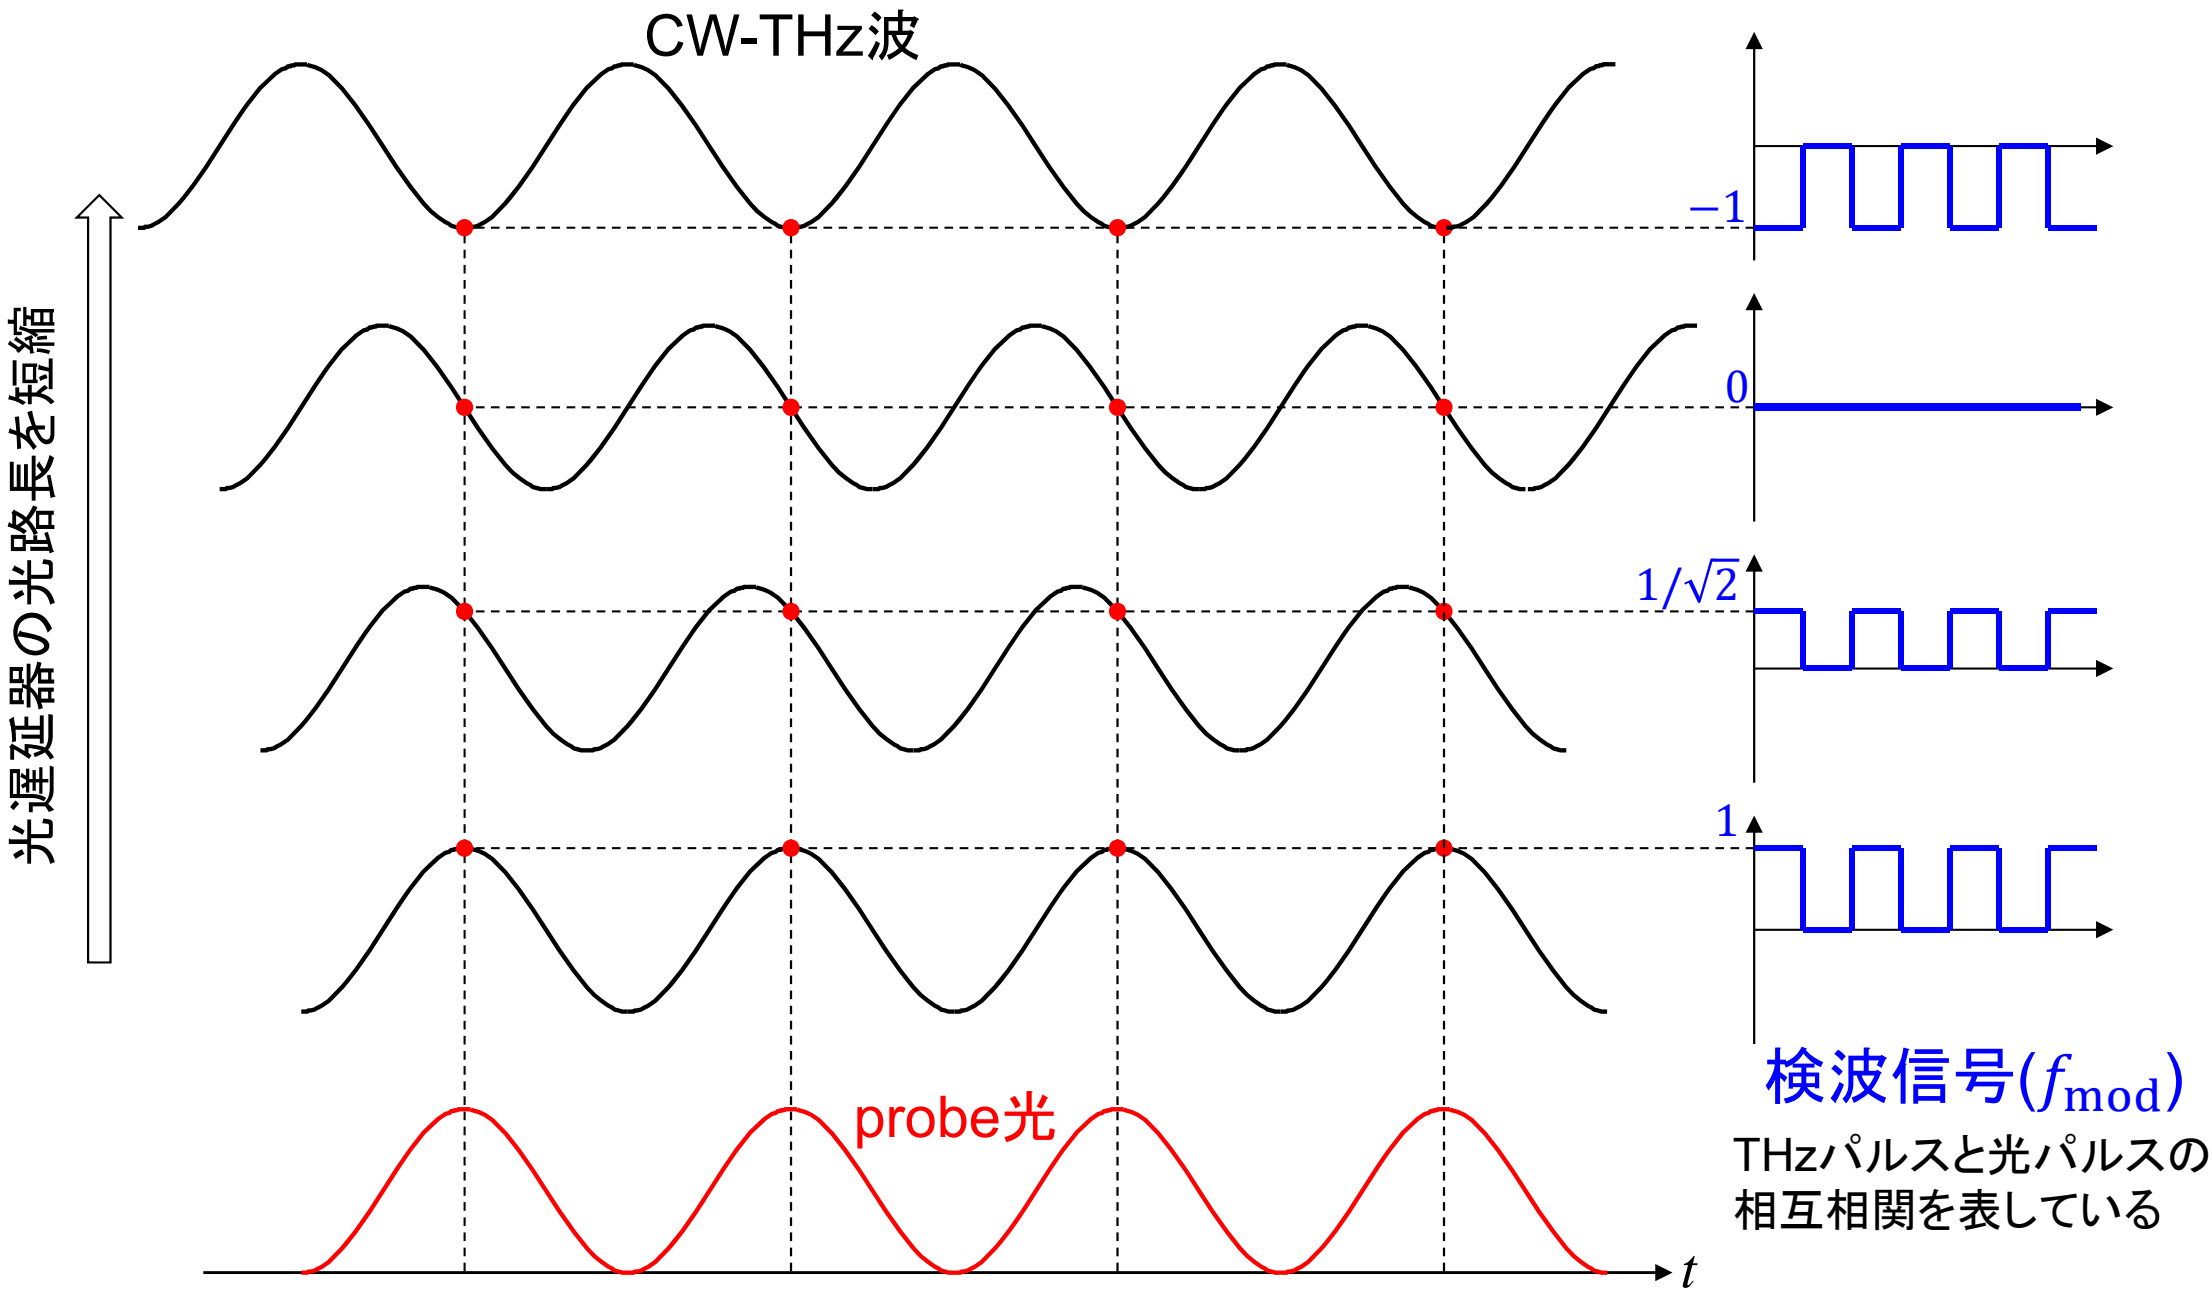 CW-THz波
光遅延器の光路長を短縮
−1
0
1/√2
1
probe光
検波信号(fmod)
THzパルスと光パルスの
相互相関を表している
t